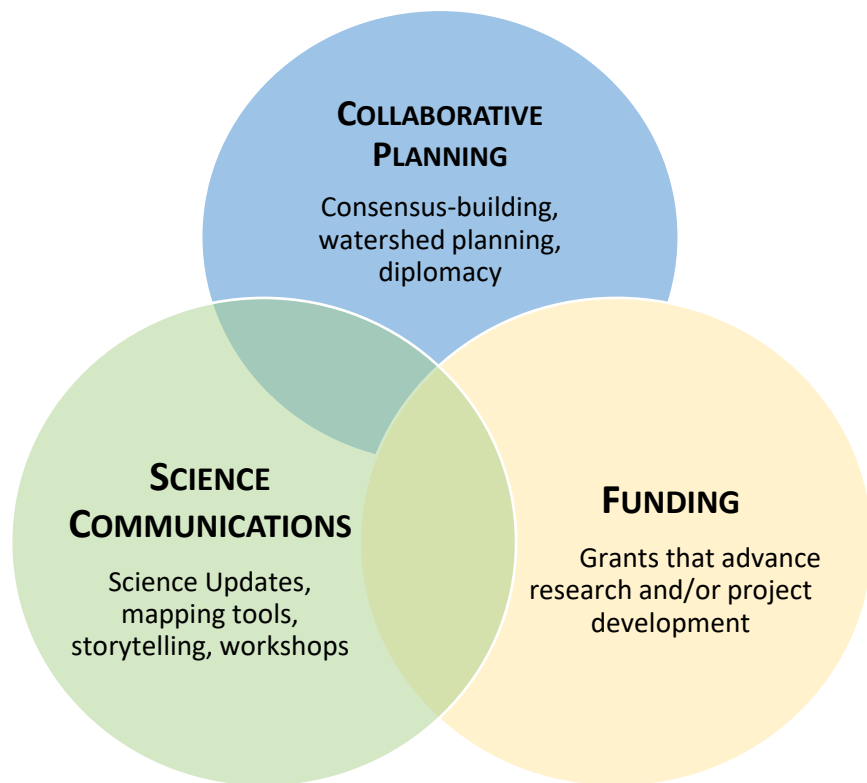 COLLABORATIVE
PLANNING
Consensus-building,
watershed planning,
diplomacy
SCIENCE
COMMUNICATIONS
Science Updates,
mapping tools,
storytelling, workshops
FUNDING
Grants that advance
research and/or project
development